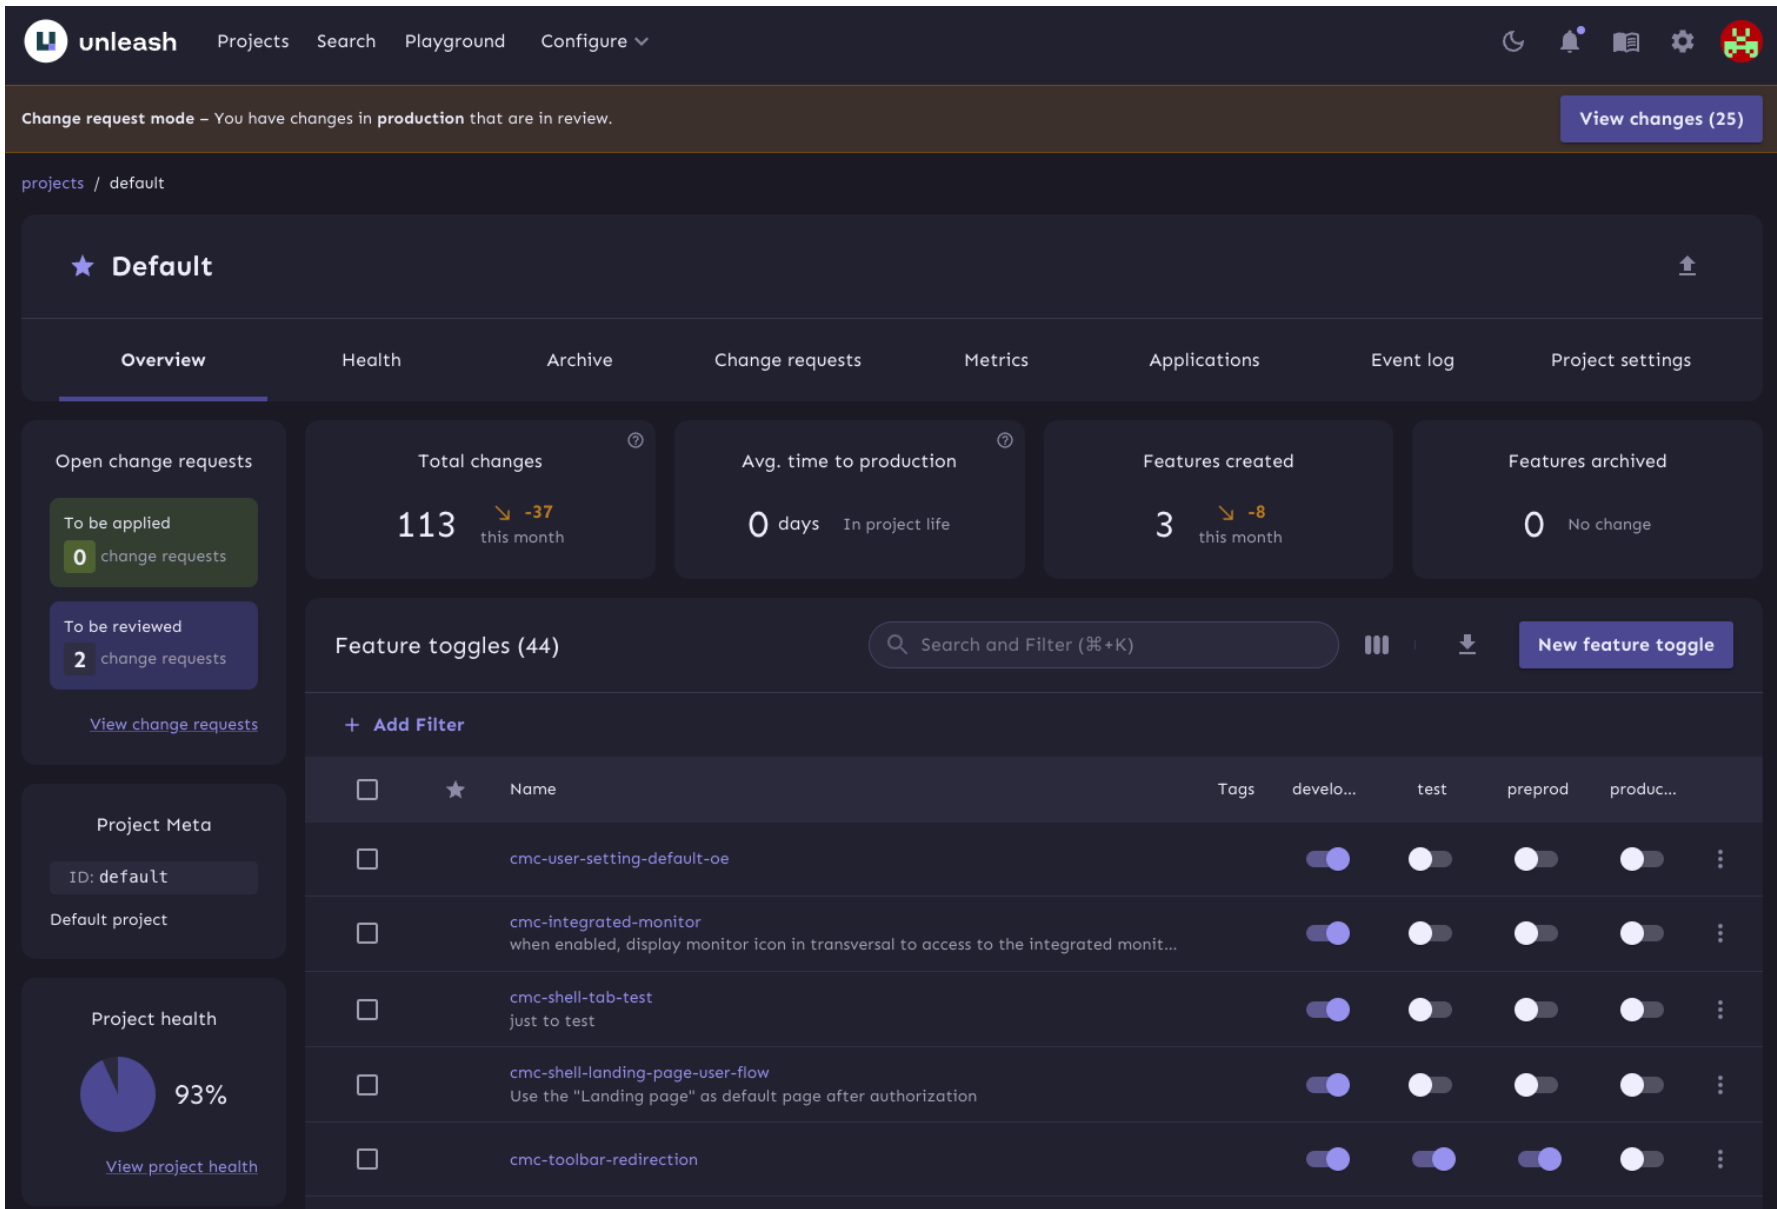 unleash Projects Search Playground Configure
Change request mode – You have changes in production that are in review. View changes (25)
projects / default
Default
Overview Health Archive Change requests Metrics Applications Event log Project settings
Open change requests
To be applied
0 change requests
To be reviewed
2 change requests
View change requests
Project Meta
ID: default
Default project
Project health
93%
View project health
Total changes
113 -37
this month
Avg. time to production
0 days In project life
Features created
3 -8
this month
Features archived
0 No change
Feature toggles (44) Search and Filter (⌘+K) New feature toggle
+ Add Filter
Name Tags develo... test preprod produc...
cmc-user-setting-default-oe
cmc-integrated-monitor
when enabled, display monitor icon in transversal to access to the integrated monit...
cmc-shell-tab-test
just to test
cmc-shell-landing-page-user-flow
Use the "Landing page" as default page after authorization
cmc-toolbar-redirection